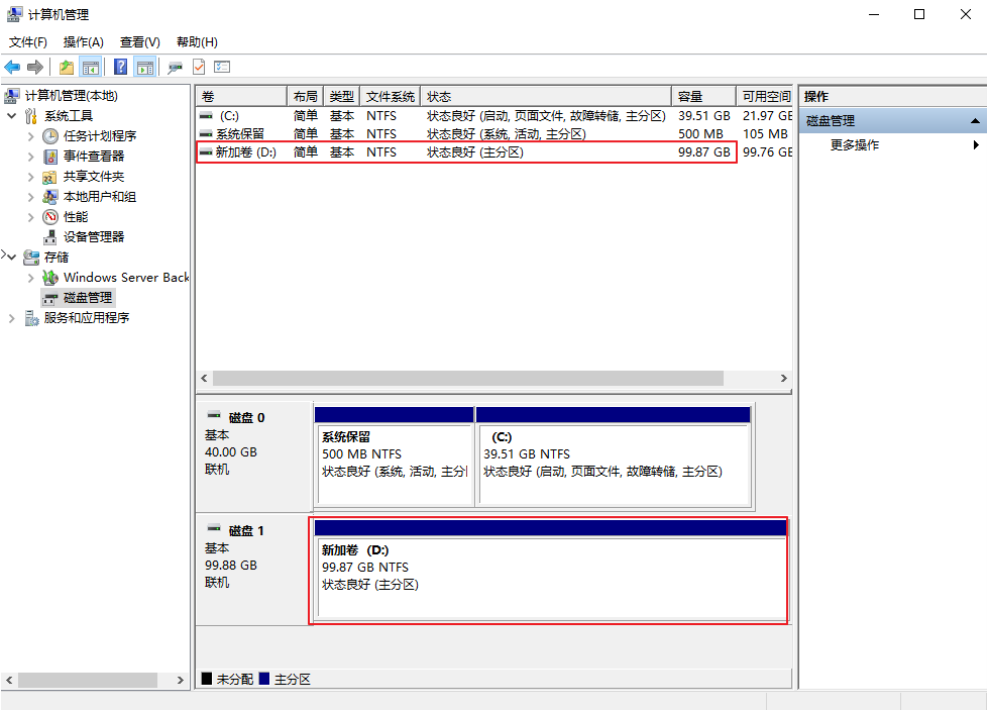 计算机管理
文件(F) 操作(A) 查看(V) 帮助(H)
计算机管理(本地)
系统工具
任务计划程序
事件查看器
共享文件夹
本地用户和组
性能
设备管理器
存储
Windows Server Back
磁盘管理
服务和应用程序
卷 布局 类型 文件系统 状态 容量 可用空间
(C:) 简单 基本 NTFS 状态良好 (启动, 页面文件, 故障转储, 主分区) 39.51 GB 21.97 GB
系统保留 简单 基本 NTFS 状态良好 (系统, 活动, 主分区) 500 MB 105 MB
新加卷 (D:) 简单 基本 NTFS 状态良好 (主分区) 99.87 GB 99.76 GB
磁盘 0
基本
40.00 GB
联机
系统保留
500 MB NTFS
状态良好 (系统, 活动, 主分
(C:)
39.51 GB NTFS
状态良好 (启动, 页面文件, 故障转储, 主分区)
磁盘 1
基本
99.88 GB
联机
新加卷 (D:)
99.87 GB NTFS
状态良好 (主分区)
未分配 主分区
操作
磁盘管理
更多操作